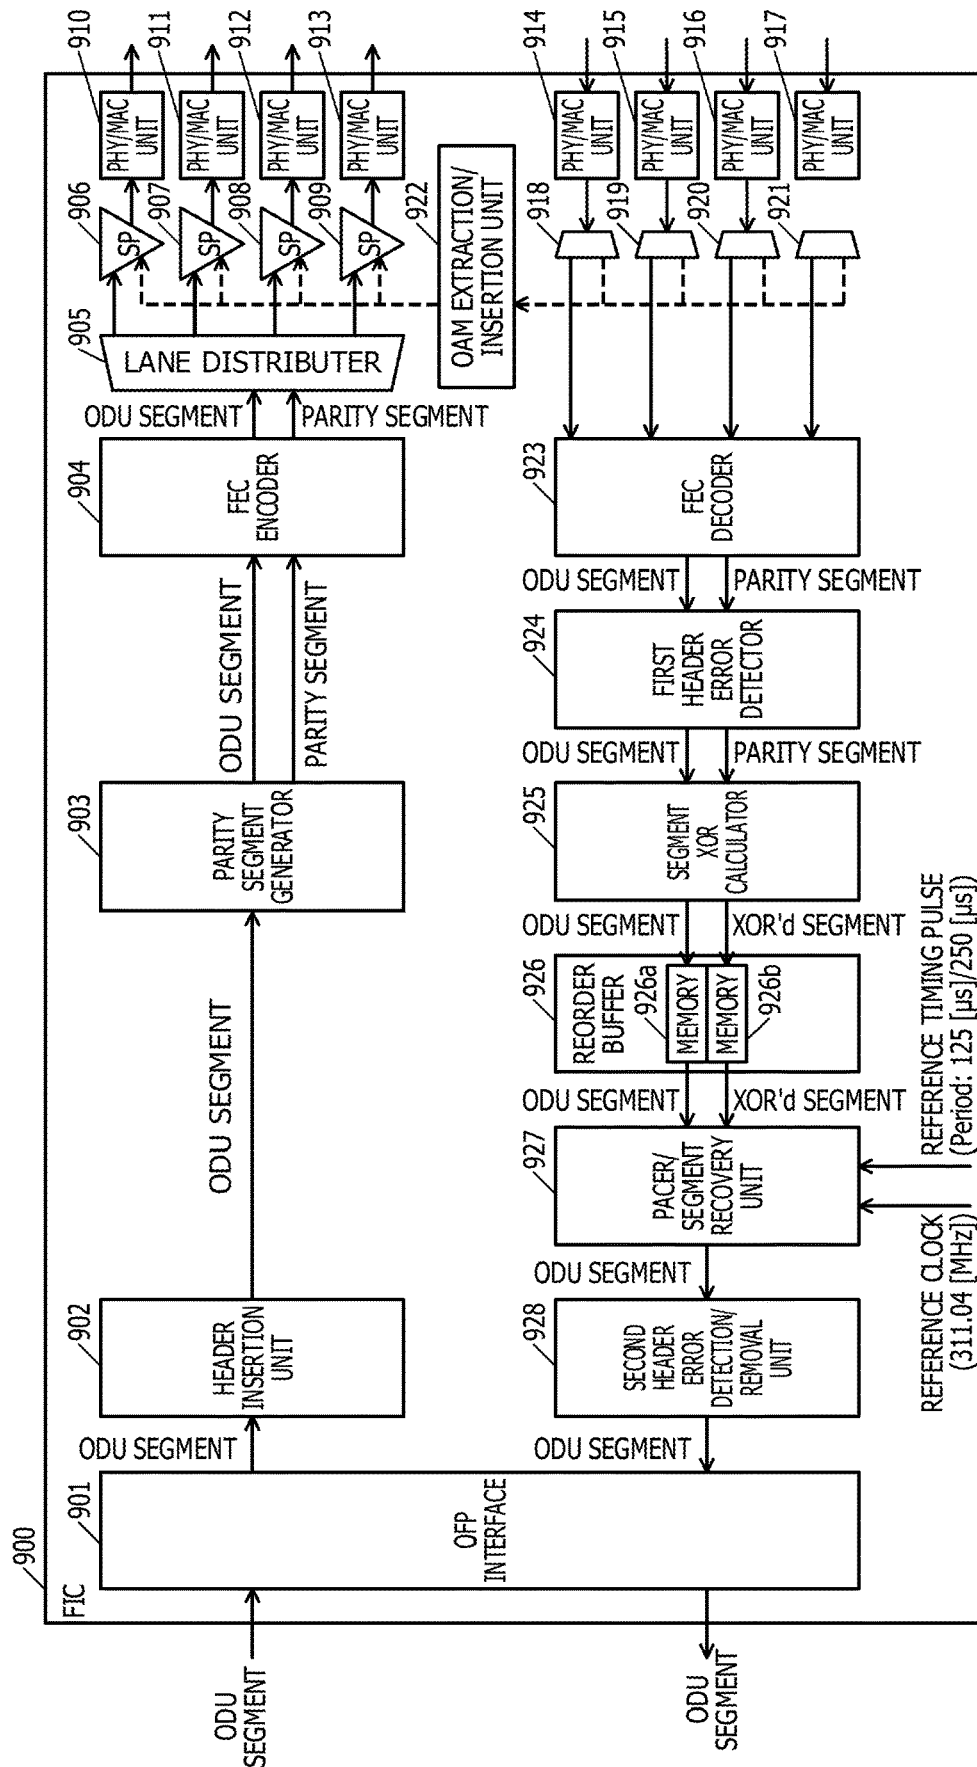 900
FIC
ODU
SEGMENT
901
OFP
INTERFACE
ODU SEGMENT
902
HEADER
INSERTION
UNIT
ODU SEGMENT
903
PARITY
SEGMENT
GENERATOR
ODU SEGMENT
PARITY SEGMENT
904
FEC
ENCODER
ODU SEGMENT
PARITY SEGMENT
905
LANE DISTRIBUTER
906
SP
907
SP
908
SP
909
SP
910
PHY/MAC
UNIT
911
PHY/MAC
UNIT
912
PHY/MAC
UNIT
913
PHY/MAC
UNIT
922
OAM EXTRACTION/
INSERTION UNIT
914
PHY/MAC
UNIT
915
PHY/MAC
UNIT
916
PHY/MAC
UNIT
917
PHY/MAC
UNIT
918
919
920
921
923
FEC
DECODER
ODU SEGMENT
PARITY SEGMENT
924
FIRST
HEADER
ERROR
DETECTOR
ODU SEGMENT
PARITY SEGMENT
925
SEGMENT
XOR
CALCULATOR
ODU SEGMENT
XOR'd SEGMENT
926
REORDER
BUFFER
926a
MEMORY
MEMORY
926b
ODU SEGMENT
XOR'd SEGMENT
927
PACER/
SEGMENT
RECOVERY
UNIT
ODU SEGMENT
928
SECOND
HEADER
ERROR
DETECTION/
REMOVAL
UNIT
ODU SEGMENT
ODU
SEGMENT
REFERENCE CLOCK
(311.04 [MHz])
REFERENCE TIMING PULSE
(Period: 125 [µs]/250 [µs])